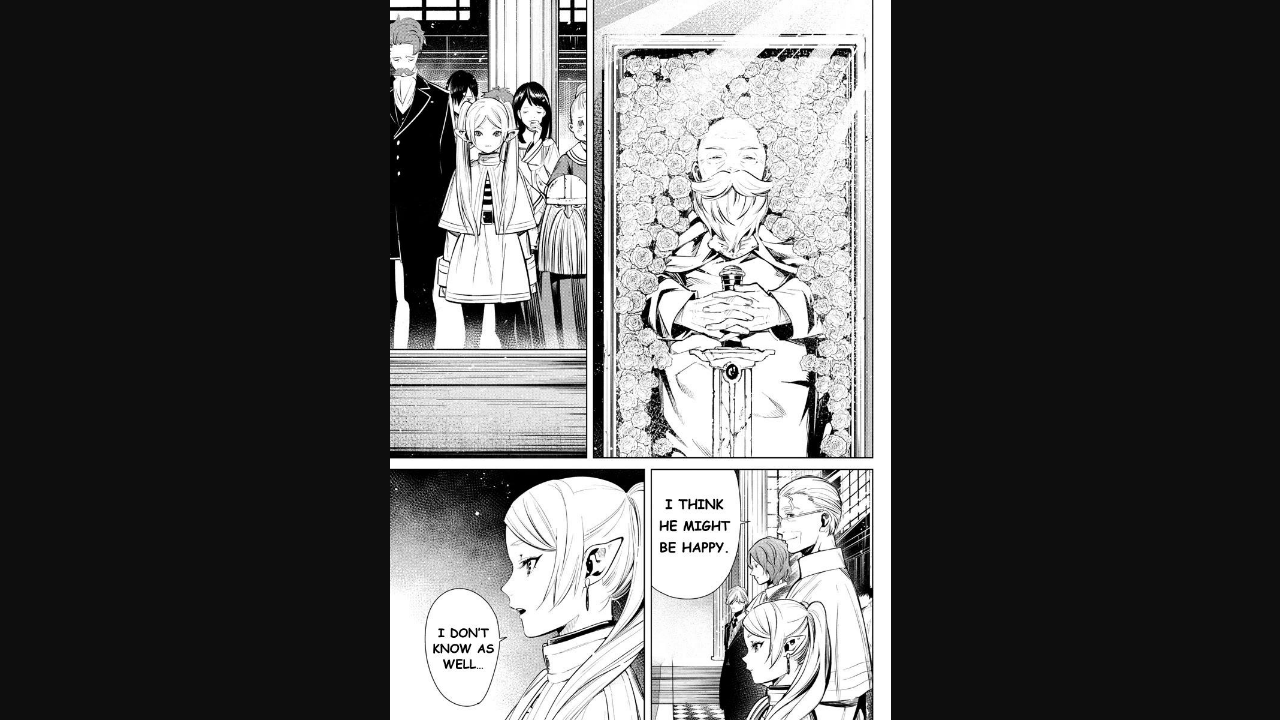 I THINK
HE MIGHT
BE HAPPY.
I DON'T
KNOW AS
WELL...